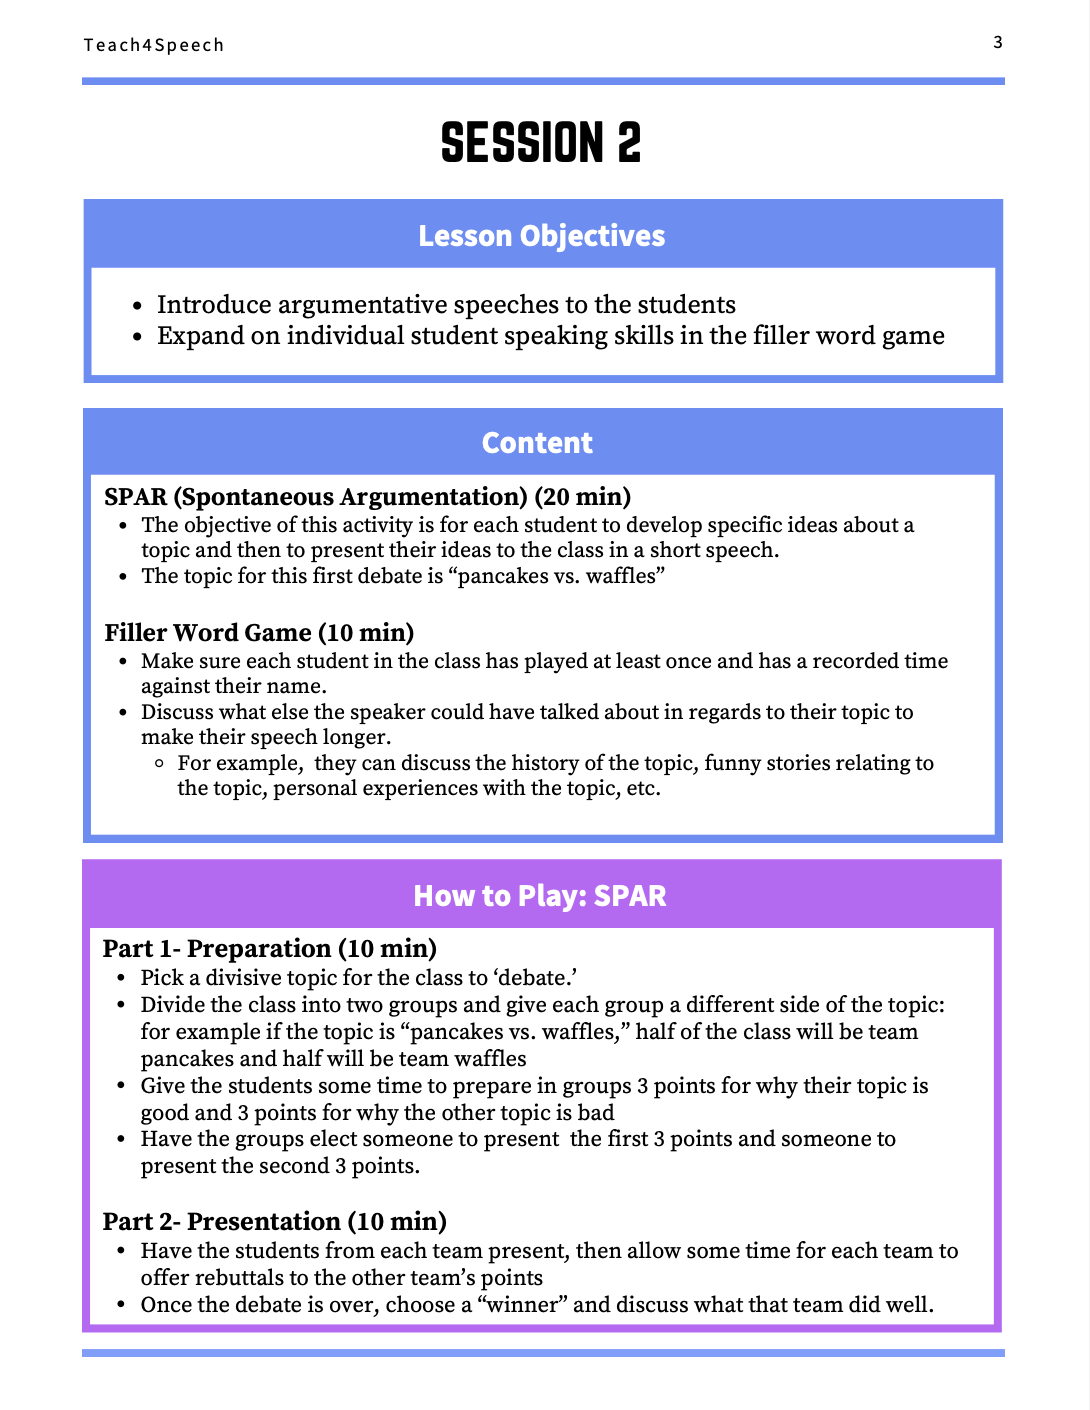 Teach4Speech
3
SESSION 2
Lesson Objectives
• Introduce argumentative speeches to the students
• Expand on individual student speaking skills in the filler word game
Content
SPAR (Spontaneous Argumentation) (20 min)
• The objective of this activity is for each student to develop specific ideas about a
topic and then to present their ideas to the class in a short speech.
• The topic for this first debate is “pancakes vs. waffles”
Filler Word Game (10 min)
• Make sure each student in the class has played at least once and has a recorded time
against their name.
• Discuss what else the speaker could have talked about in regards to their topic to
make their speech longer.
◦ For example,  they can discuss the history of the topic, funny stories relating to
the topic, personal experiences with the topic, etc.
How to Play: SPAR
Part 1- Preparation (10 min)
• Pick a divisive topic for the class to ‘debate.’
• Divide the class into two groups and give each group a different side of the topic:
for example if the topic is “pancakes vs. waffles,” half of the class will be team
pancakes and half will be team waffles
• Give the students some time to prepare in groups 3 points for why their topic is
good and 3 points for why the other topic is bad
• Have the groups elect someone to present  the first 3 points and someone to
present the second 3 points.
Part 2- Presentation (10 min)
• Have the students from each team present, then allow some time for each team to
offer rebuttals to the other team’s points
• Once the debate is over, choose a “winner” and discuss what that team did well.